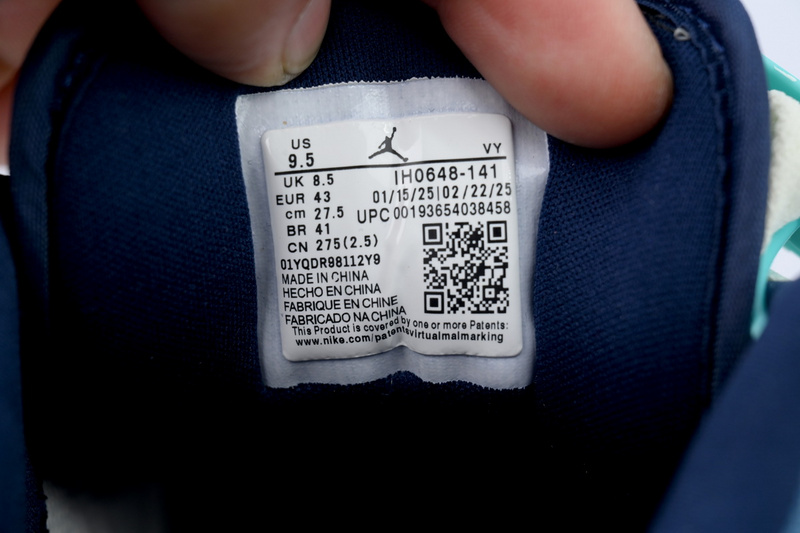 US
9.5
VY
UK 8.5
IH0648-141
EUR 43
01/15/25|02/22/25
cm 27.5
UPC 00193654038458
BR 41
CN 275(2.5)
01YQDR98112Y9
MADE IN CHINA
HECHO EN CHINA
FABRIQUE EN CHINE
FABRICADO NA CHINA
This Product is covered by one or more Patents:
www.nike.com/patentsvirtualmalmarking